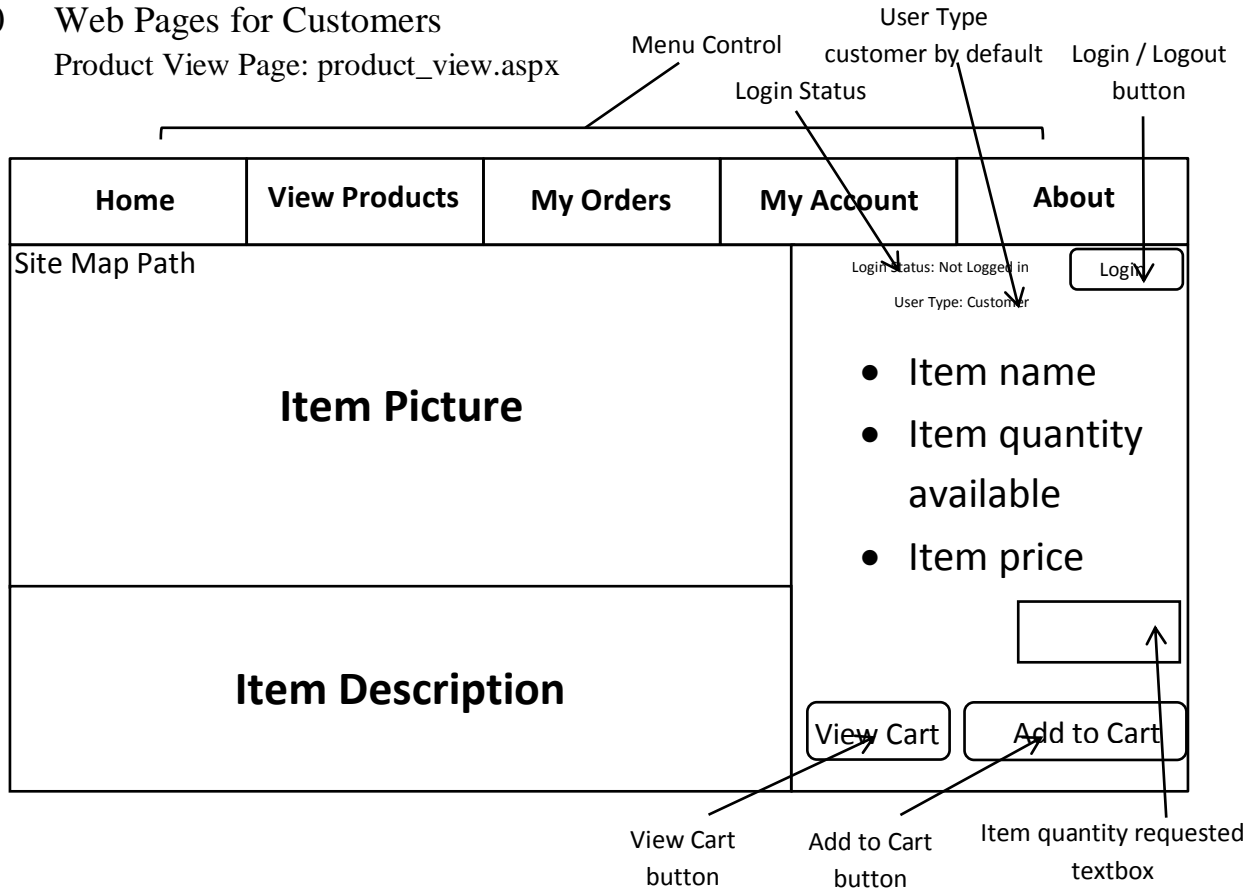 Web Pages for Customers
Product View Page: product_view.aspx
Menu Control
User Type
customer by default
Login Status
Login / Logout
button
Home
View Products
My Orders
My Account
About
Site Map Path
Login Status: Not Logged in
Login
User Type: Customer
Item Picture
• Item name
• Item quantity
available
• Item price
Item Description
View Cart
Add to Cart
View Cart
button
Add to Cart
button
Item quantity requested
textbox